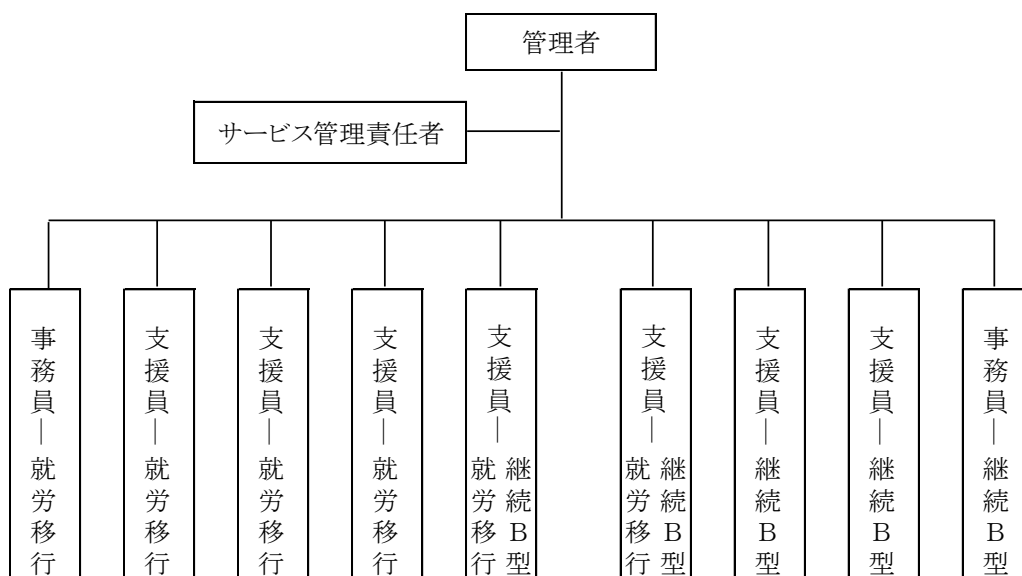 管理者
サービス管理責任者
事務員―就労移行
支援員―就労移行
支援員―就労移行
支援員―就労移行
支援員―継続B型
就労移行
支援員―継続B型
就労移行
支援員―継続B型
支援員―継続B型
事務員―継続B型